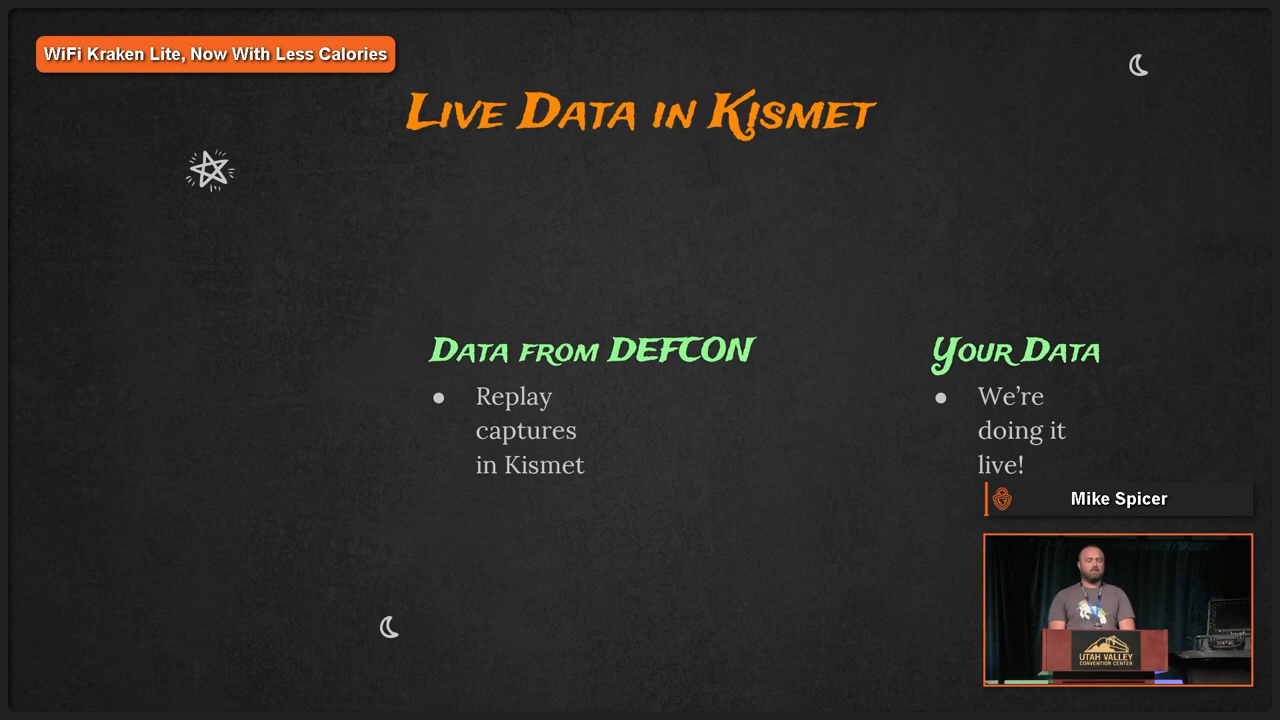 WiFi Kraken Lite, Now With Less Calories
Live Data in Kismet
Data from DEFCON
● Replay
captures
in Kismet
Your Data
● We're
doing it
live!
Mike Spicer
UTAH VALLEY
CONVENTION CENTER